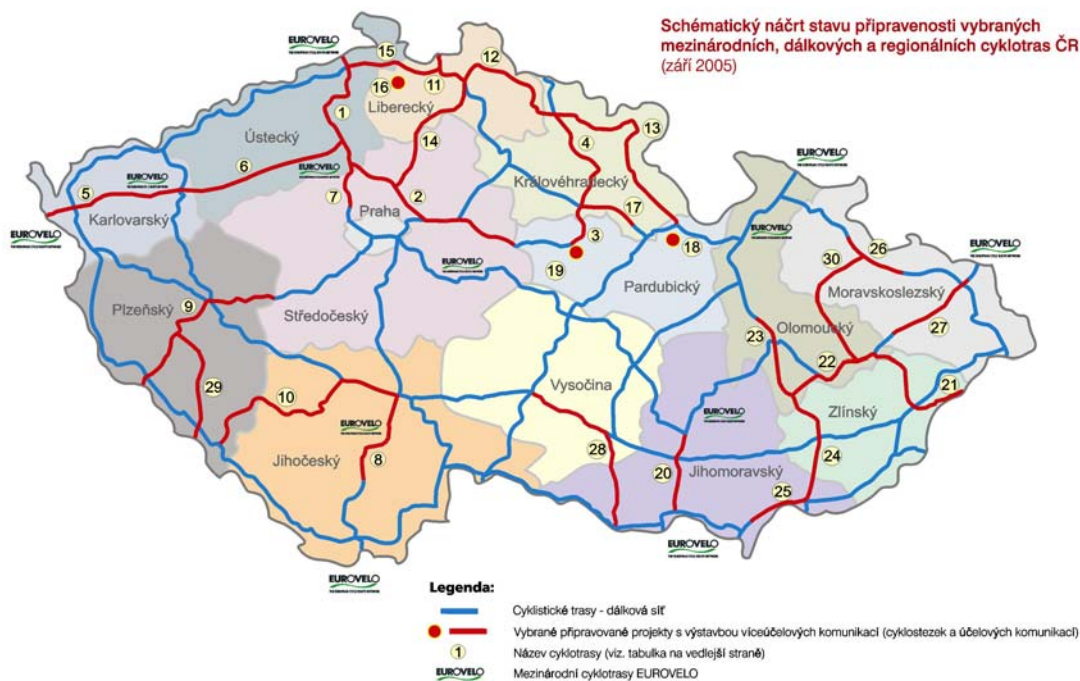 Schématický náčrt stavu připravenosti vybraných
mezinárodních, dálkových a regionálních cyklotras ČR
(září 2005)
EUROVELO
15
12
16
11
Liberecký
1
13
Ústecký
14
4
EUROVELO
6
EUROVELO
Královéhradecký
EUROVELO
5
7
2
17
Karlovarský
Praha
EUROVELO
3
18
26
EUROVELO
EUROVELO
19
30
Pardubický
Moravskoslezský
9
Plzeňský
Středočeský
27
23
Olomoucký
22
Vysočina
29
10
21
Zlínský
EUROVELO
EUROVELO
Jihočeský
8
28
20
Jihomoravský
24
25
EUROVELO
EUROVELO
Legenda:
Cyklistické trasy - dálková síť
Vybrané připravované projekty s výstavbou víceúčelových komunikací (cyklostezek a účelových komunikací)
1 Název cyklotrasy (viz. tabulka na vedlejší straně)
EUROVELO Mezinárodní cyklotrasy EUROVELO